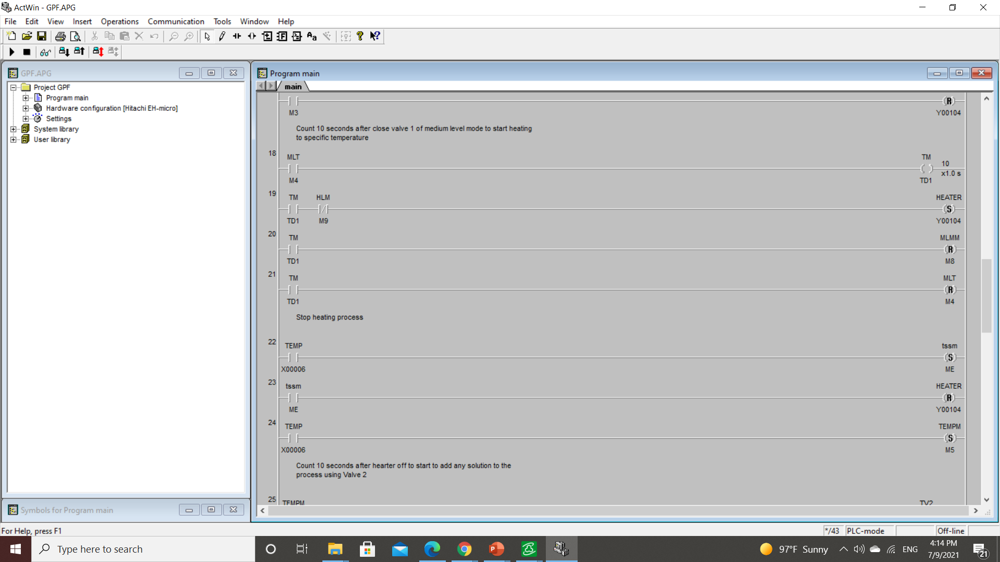 ActWin - GPF.APG
File Edit View Insert Operations Communication Tools Window Help
GPF.APG
Project GPF
Program main
Hardware configuration [Hitachi EH-micro]
Settings
System library
User library
Symbols for Program main
Program main
main
(R)
M3 Y00104
Count 10 seconds after close valve 1 of medium level mode to start heating
to specific temperature
18 MLT TM
10
x1.0 s
M4 TD1
19 TM HLM HEATER
(S)
TD1 M9 Y00104
20 TM MLMM
(R)
TD1 M8
21 TM MLT
(R)
TD1 M4
Stop heating process
22 TEMP tssm
(S)
X00006 ME
23 tssm HEATER
(R)
ME Y00104
24 TEMP TEMPM
(S)
X00006 M5
Count 10 seconds after hearter off to start to add any solution to the
process using Valve 2
25 TEMPM TV2
For Help, press F1
*/43 PLC-mode Off-line
Type here to search
97°F Sunny ENG
4:14 PM
7/9/2021
21